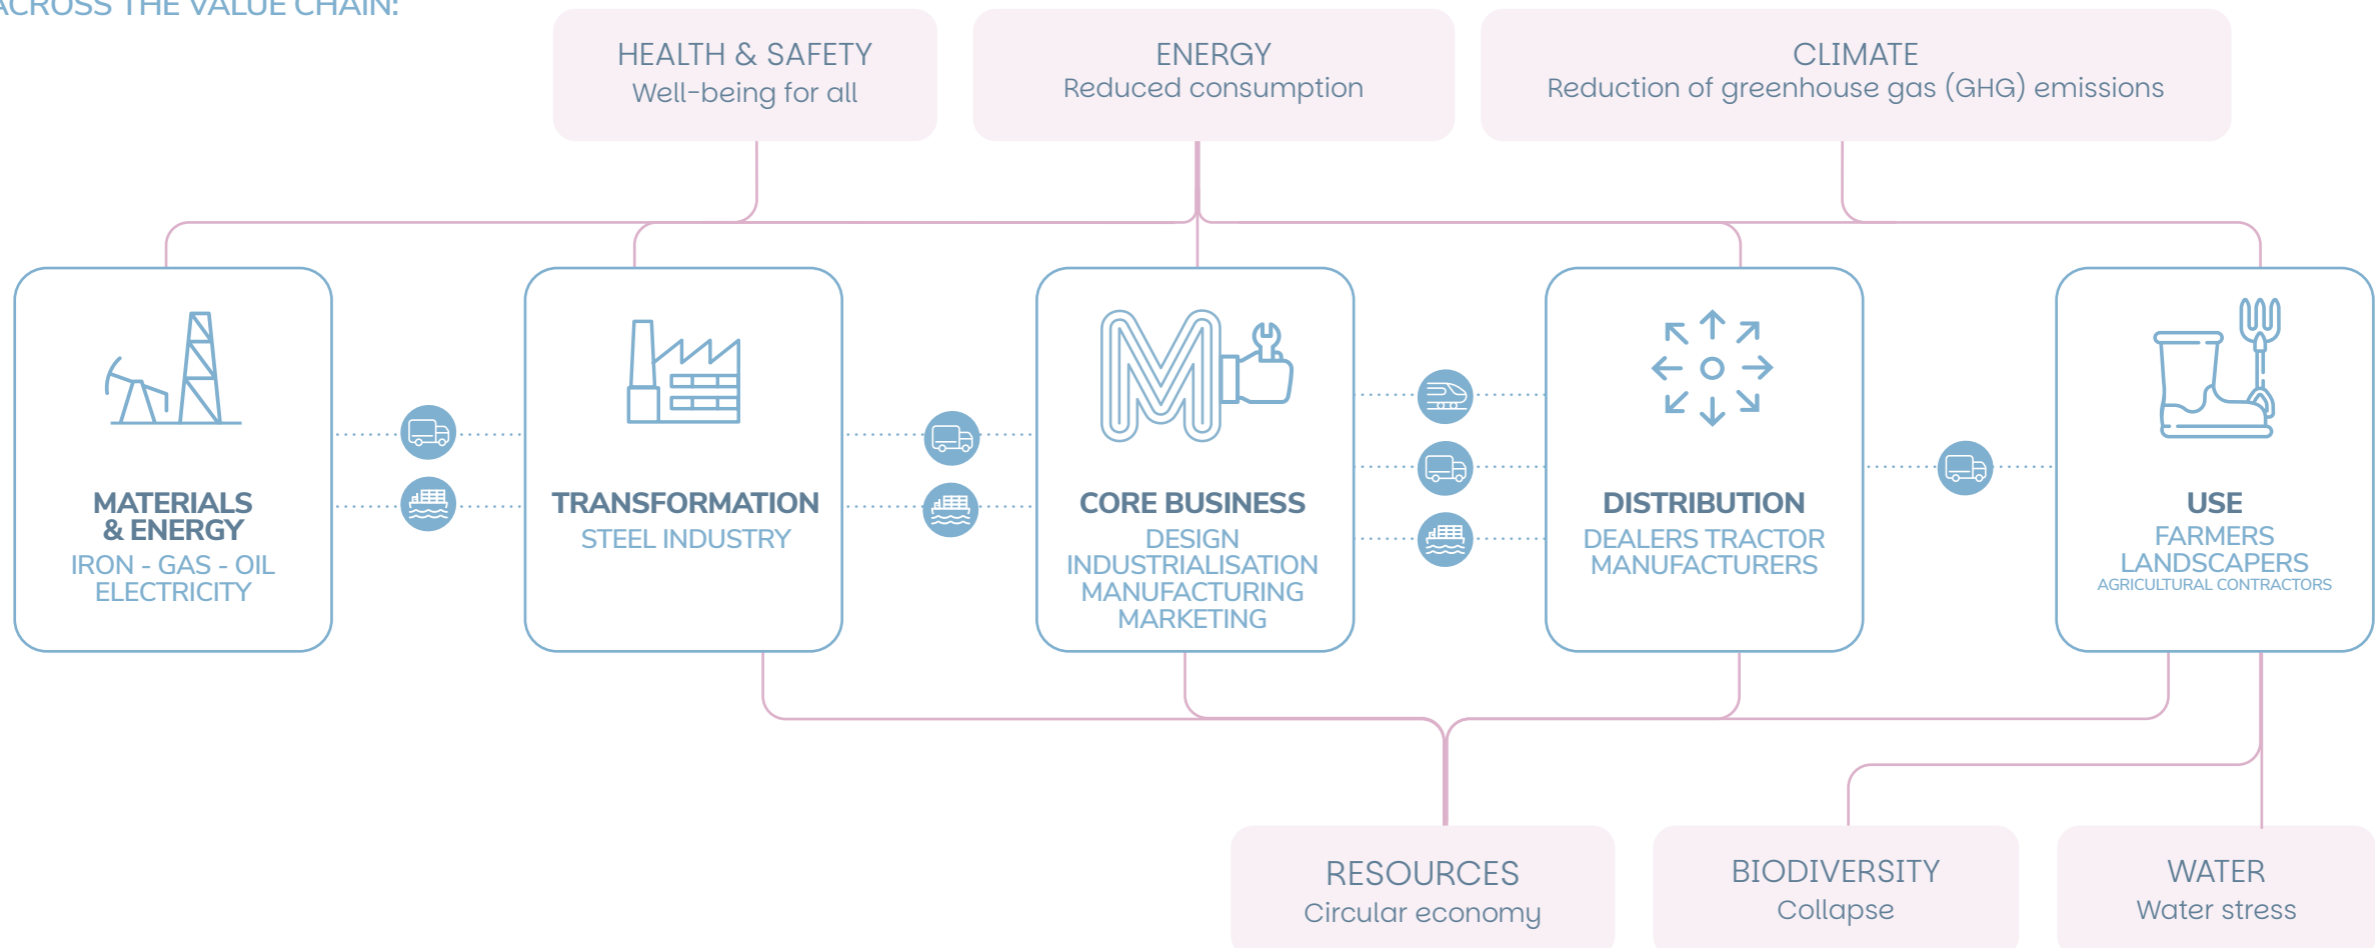 ACROSS THE VALUE CHAIN:
HEALTH & SAFETY
Well-being for all
ENERGY
Reduced consumption
CLIMATE
Reduction of greenhouse gas (GHG) emissions
MATERIALS
& ENERGY
IRON - GAS - OIL
ELECTRICITY
TRANSFORMATION
STEEL INDUSTRY
M
CORE BUSINESS
DESIGN
INDUSTRIALISATION
MANUFACTURING
MARKETING
DISTRIBUTION
DEALERS TRACTOR
MANUFACTURERS
USE
FARMERS
LANDSCAPERS
AGRICULTURAL CONTRACTORS
RESOURCES
Circular economy
BIODIVERSITY
Collapse
WATER
Water stress